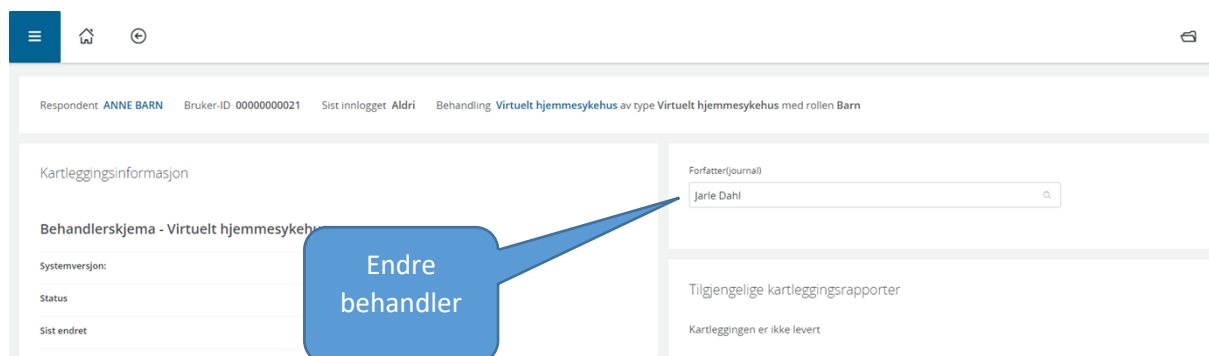 Respondent ANNE BARN Bruker-ID 00000000021 Sist innlogget Aldri Behandling Virtuelt hjemmesykehus av type Virtuelt hjemmesykehus med rollen Barn
Kartleggingsinformasjon
Behandlerskjema - Virtuelt
Systemversjon:
Status
Sist endret
Endre
behandler
Forfatter(journal)
Jarle Dahl
Tilgjengelige kartleggingsrapporter
Kartleggingen er ikke levert